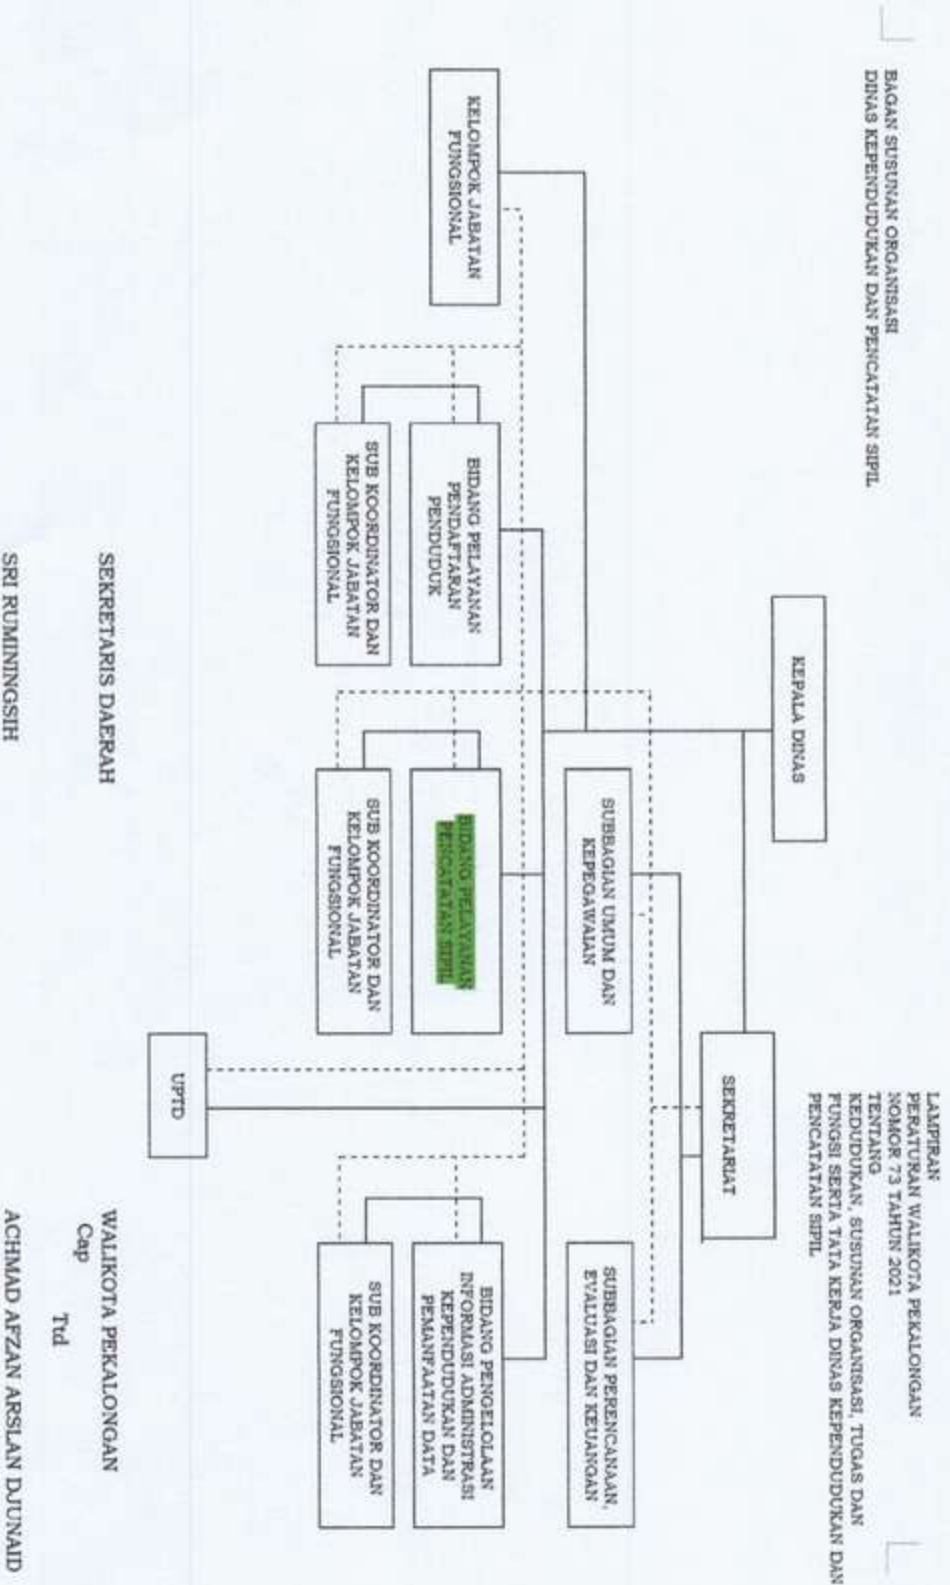 BAGAN SUSUNAN ORGANISASI
DINAS KEPENDUDUKAN DAN PENCATATAN SIPIL
LAMPIRAN
PERATURAN WALIKOTA PEKALONGAN
NOMOR 73 TAHUN 2021
TENTANG
KEDUDUKAN, SUSUNAN ORGANISASI, TUGAS DAN
FUNGSI SERTA TATA KERJA DINAS KEPENDUDUKAN DAN
PENCATATAN SIPIL
KEPALA DINAS
SEKRETARIAT
SUBBAGIAN UMUM DAN
KEPEGAWAIAN
SUBBAGIAN PERENCANAAN,
EVALUASI DAN KEUANGAN
KELOMPOK JABATAN
FUNGSIONAL
BIDANG PELAYANAN
PENDAFTARAN
PENDUDUK
BIDANG PELAYANAN
PENCATATAN SIPIL
BIDANG PENGELOLAAN
INFORMASI ADMINISTRASI
KEPENDUDUKAN DAN
PEMANFAATAN DATA
SUB KOORDINATOR DAN
KELOMPOK JABATAN
FUNGSIONAL
SUB KOORDINATOR DAN
KELOMPOK JABATAN
FUNGSIONAL
SUB KOORDINATOR DAN
KELOMPOK JABATAN
FUNGSIONAL
UPTD
SEKRETARIS DAERAH
SRI RUMININGSIH
WALIKOTA PEKALONGAN
Cap
Ttd
ACHMAD AFZAN ARSLAN DJUNAID